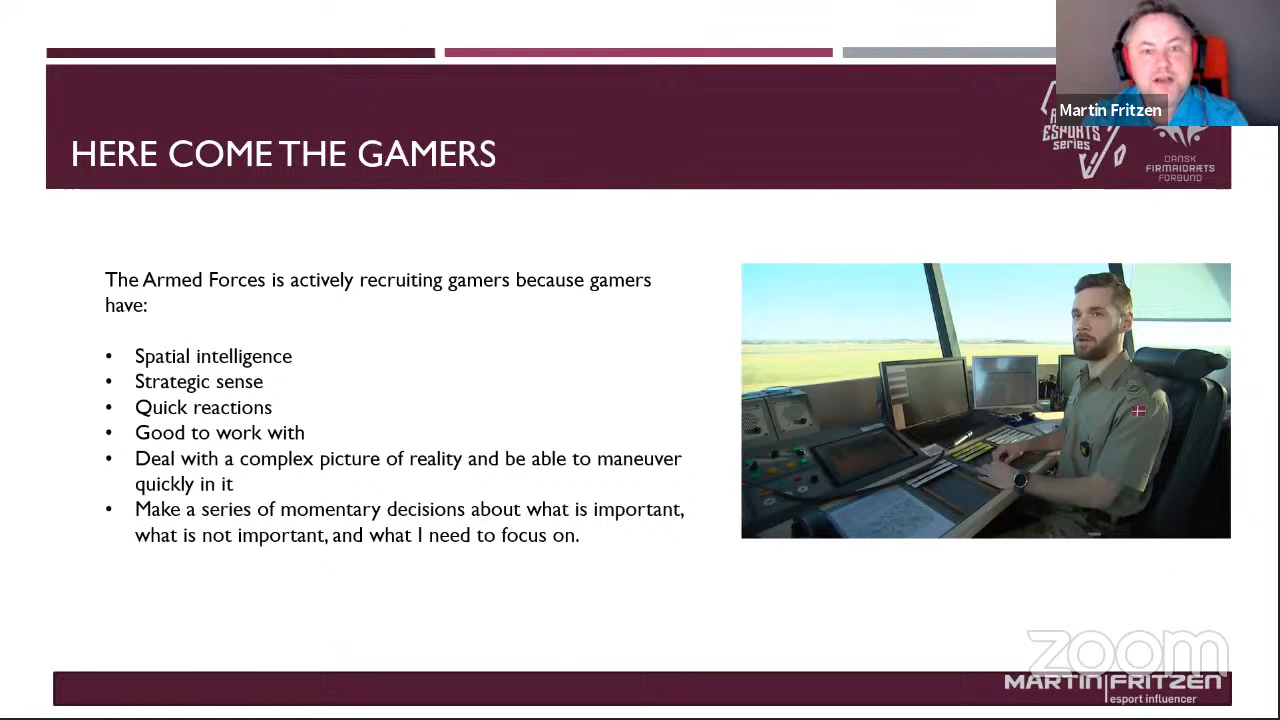 Martin Fritzen
ESPORTS
series
DANSK
FIRMAIDRÆTS
FORBUND
HERE COME THE GAMERS
The Armed Forces is actively recruiting gamers because gamers
have:
• Spatial intelligence
• Strategic sense
• Quick reactions
• Good to work with
• Deal with a complex picture of reality and be able to maneuver
quickly in it
• Make a series of momentary decisions about what is important,
what is not important, and what I need to focus on.
zoom
MARTIN FRITZEN
esport influencer